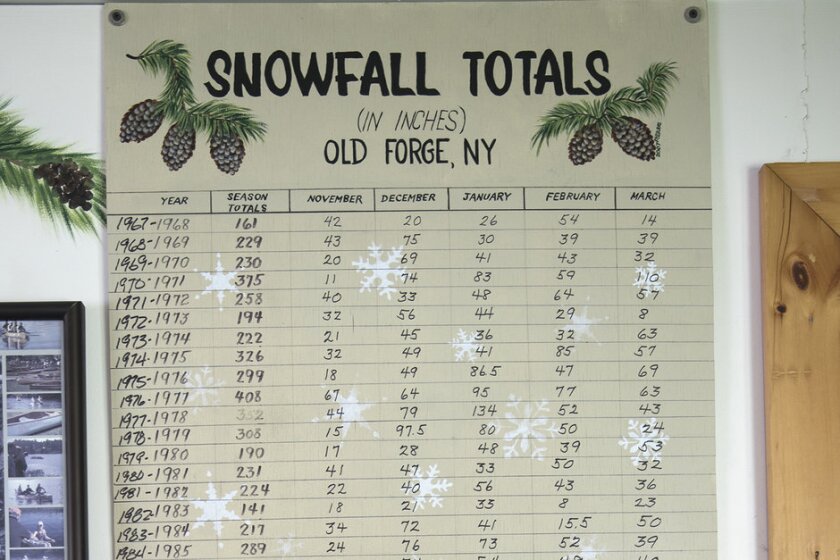 SNOWFALL TOTALS
(IN INCHES)
OLD FORGE, NY
YEAR SEASON TOTALS NOVEMBER DECEMBER JANUARY FEBRUARY MARCH
1967-1968 161 42 20 26 54 14
1968-1969 229 43 75 30 39 39
1969-1970 230 20 69 41 43 32
1970-1971 375 11 74 83 59 110
1971-1972 258 40 33 48 64 57
1972-1973 194 32 56 44 29 8
1973-1974 222 21 45 36 32 63
1974-1975 326 32 49 41 85 57
1975-1976 299 18 49 86.5 47 69
1976-1977 408 67 64 95 77 63
1977-1978 352 44 79 134 52 43
1978-1979 308 15 97.5 80 50 24
1979-1980 190 17 28 48 39 53
1980-1981 231 41 47 33 50 32
1981-1982 224 22 40 56 43 36
1982-1983 141 18 21 33 8 23
1983-1984 217 34 72 41 15.5 50
1984-1985 289 24 76 73 52 39